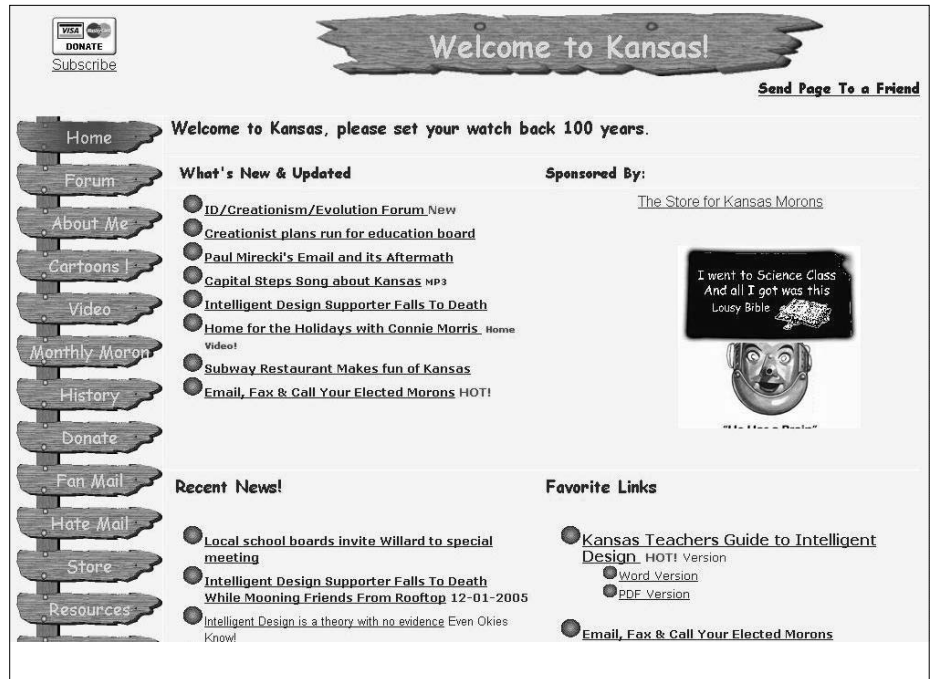 VISA MasterCard
DONATE
Subscribe
Welcome to Kansas!
Send Page To a Friend
Home
Forum
About Me
Cartoons !
Video
Monthly Moron
History
Donate
Fan Mail
Hate Mail
Store
Resources
Welcome to Kansas, please set your watch back 100 years.
What's New & Updated
ID/Creationism/Evolution Forum New
Creationist plans run for education board
Paul Mirecki's Email and its Aftermath
Capital Steps Song about Kansas MP3
Intelligent Design Supporter Falls To Death
Home for the Holidays with Connie Morris Home
Video!
Subway Restaurant Makes fun of Kansas
Email, Fax & Call Your Elected Morons HOT!
Sponsored By:
The Store for Kansas Morons
I went to Science Class
And all I got was this
Lousy Bible
"He Has a Brain"
Recent News!
Local school boards invite Willard to special
meeting
Intelligent Design Supporter Falls To Death
While Mooning Friends From Rooftop 12-01-2005
Intelligent Design is a theory with no evidence Even Okies
Know!
Favorite Links
Kansas Teachers Guide to Intelligent
Design HOT! Version
Word Version
PDF Version
Email, Fax & Call Your Elected Morons